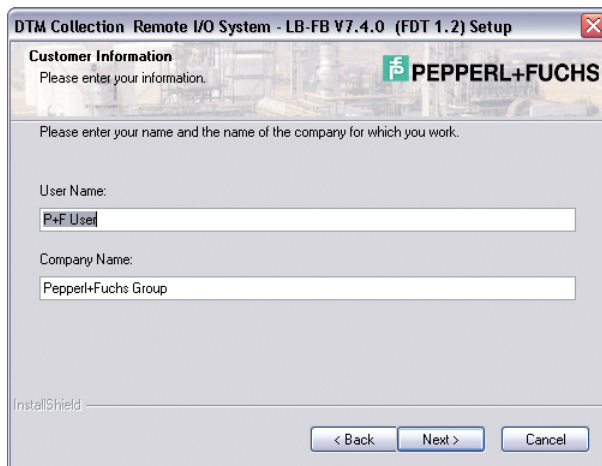 DTM Collection Remote I/O System - LB-FB V7.4.0 (FDT 1.2) Setup
Customer Information
Please enter your information.
PEPPERL+FUCHS
Please enter your name and the name of the company for which you work.
User Name:
P+F User
Company Name:
Pepperl+Fuchs Group
InstallShield
< Back
Next >
Cancel